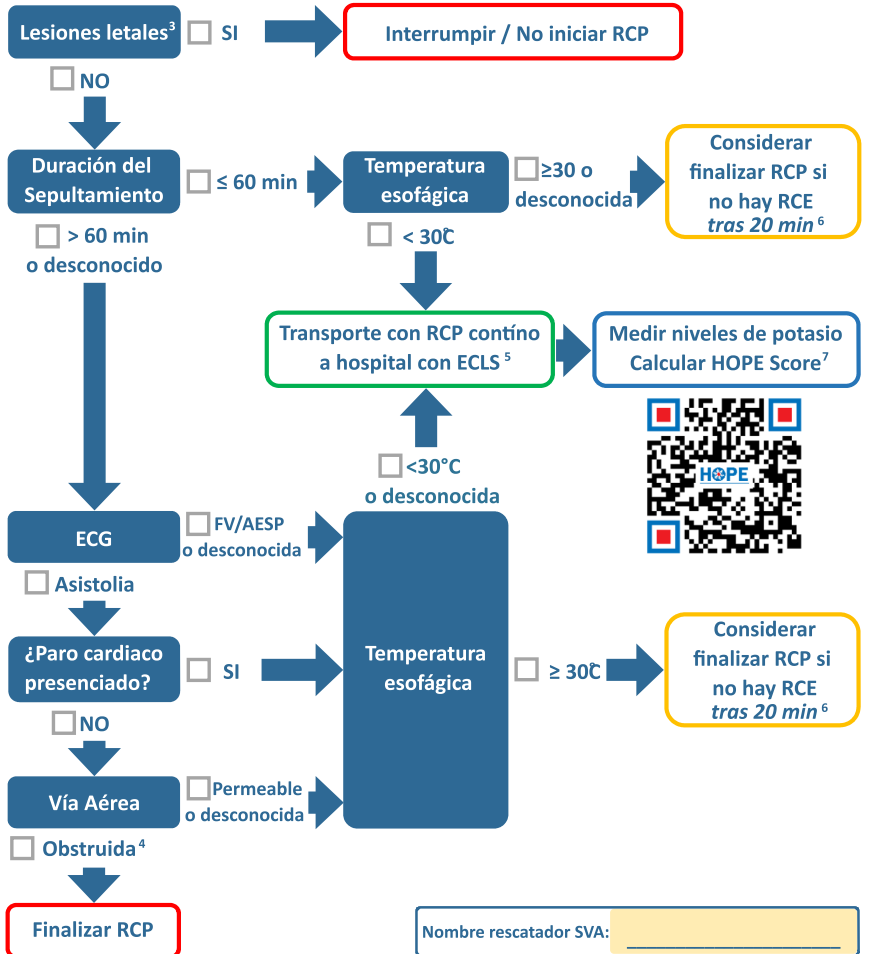 Lesiones letales³
SI
Interrumpir / No iniciar RCP
NO
Duración del
Sepultamiento
≤ 60 min
Temperatura
esofágica
≥30 o
desconocida
Considerar
finalizar RCP si
no hay RCE
tras 20 min ⁶
> 60 min
o desconocido
< 30°C
Transporte con RCP contíno
a hospital con ECLS ⁵
Medir niveles de potasio
Calcular HOPE Score⁷
HOPE
<30°C
o desconocida
ECG
FV/AESP
o desconocida
Asistolia
¿Paro cardiaco
presenciado?
SI
Temperatura
esofágica
≥ 30°C
Considerar
finalizar RCP si
no hay RCE
tras 20 min ⁶
NO
Vía Aérea
Permeable
o desconocida
Obstruida ⁴
Finalizar RCP
Nombre rescatador SVA: